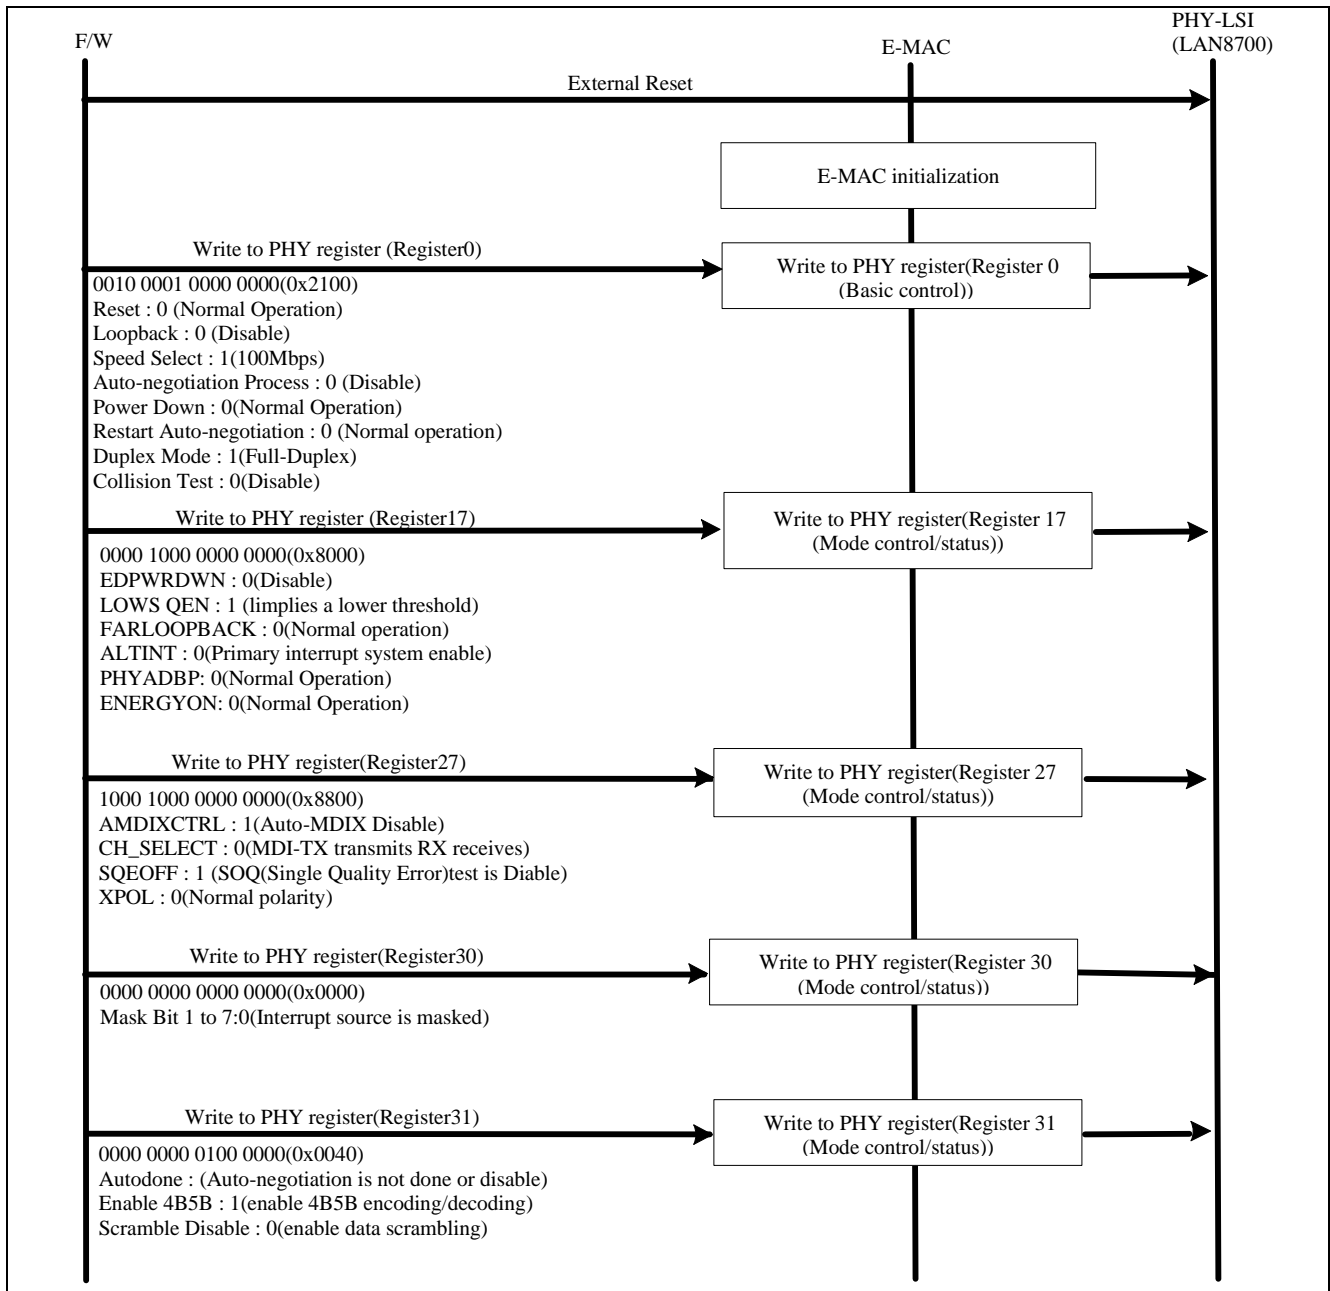 F/W
E-MAC
PHY-LSI
(LAN8700)
External Reset
E-MAC initialization
Write to PHY register (Register0)
Write to PHY register(Register 0
(Basic control))
0010 0001 0000 0000(0x2100)
Reset : 0 (Normal Operation)
Loopback : 0 (Disable)
Speed Select : 1(100Mbps)
Auto-negotiation Process : 0 (Disable)
Power Down : 0(Normal Operation)
Restart Auto-negotiation : 0 (Normal operation)
Duplex Mode : 1(Full-Duplex)
Collision Test : 0(Disable)
Write to PHY register (Register17)
Write to PHY register(Register 17
(Mode control/status))
0000 1000 0000 0000(0x8000)
EDPWRDWN : 0(Disable)
LOWS QEN : 1 (limplies a lower threshold)
FARLOOPBACK : 0(Normal operation)
ALTINT : 0(Primary interrupt system enable)
PHYADBP: 0(Normal Operation)
ENERGYON: 0(Normal Operation)
Write to PHY register(Register27)
Write to PHY register(Register 27
(Mode control/status))
1000 1000 0000 0000(0x8800)
AMDIXCTRL : 1(Auto-MDIX Disable)
CH_SELECT : 0(MDI-TX transmits RX receives)
SQEOFF : 1 (SOQ(Single Quality Error)test is Diable)
XPOL : 0(Normal polarity)
Write to PHY register(Register30)
Write to PHY register(Register 30
(Mode control/status))
0000 0000 0000 0000(0x0000)
Mask Bit 1 to 7:0(Interrupt source is masked)
Write to PHY register(Register31)
Write to PHY register(Register 31
(Mode control/status))
0000 0000 0100 0000(0x0040)
Autodone : (Auto-negotiation is not done or disable)
Enable 4B5B : 1(enable 4B5B encoding/decoding)
Scramble Disable : 0(enable data scrambling)